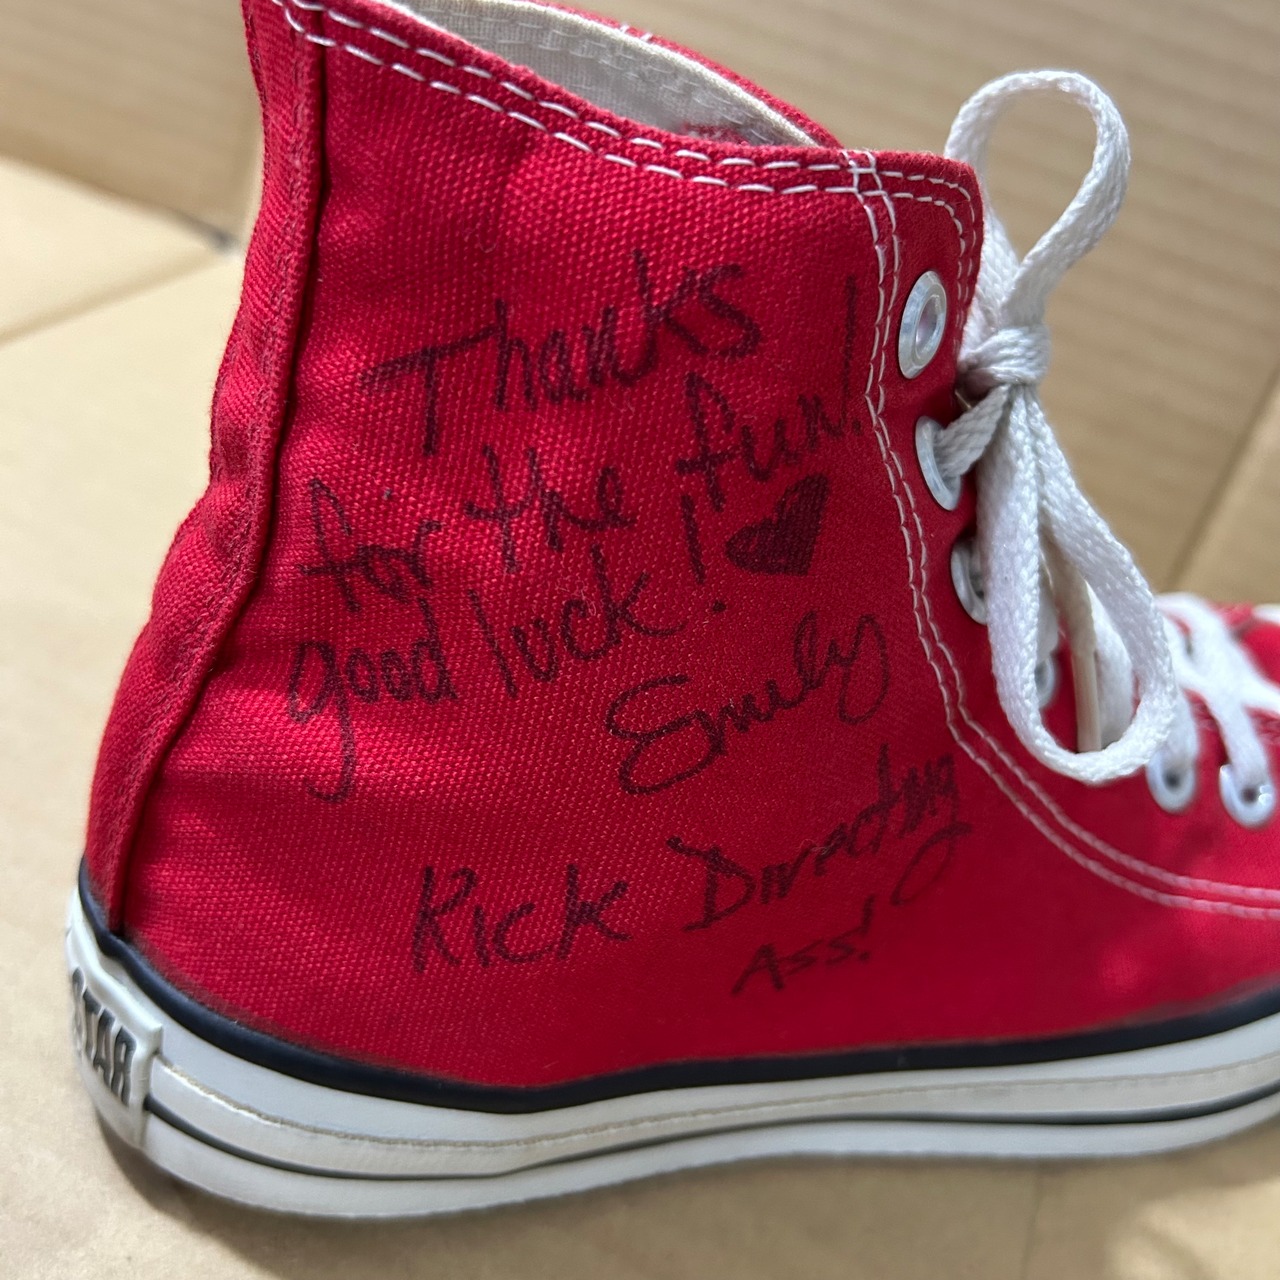 Thanks
for the fun!
good luck! ♥
Emily
Kick Directing
Ass!
STAR